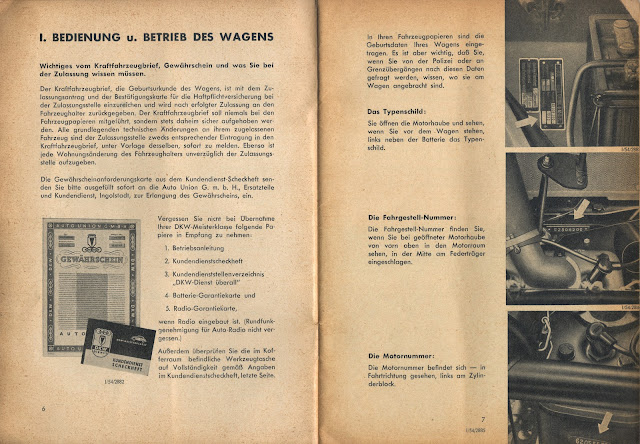 I. BEDIENUNG u. BETRIEB DES WAGENS
Wichtiges vom Kraftfahrzeugbrief, Gewährschein und was Sie bei
der Zulassung wissen müssen.
Der Kraftfahrzeugbrief, die Geburtsurkunde des Wagens, ist mit dem Zu-
lassungsantrag und der Bestätigungskarte für die Haftpflichtversicherung bei
der Zulassungsstelle einzureichen und wird nach erfolgter Zulassung an den
Fahrzeughalter zurückgegeben. Der Kraftfahrzeugbrief soll niemals bei den
Fahrzeugpapieren mitgeführt, sondern stets daheim sicher aufgehoben wer-
den. Alle grundlegenden technischen Änderungen an ihrem zugelassenen
Fahrzeug sind der Zulassungsstelle zwecks entsprechender Eintragung in den
Kraftfahrzeugbrief, unter Vorlage desselben, sofort zu melden. Ebenso ist
jede Wohnungsänderung des Fahrzeughalters unverzüglich der Zulassungs-
stelle aufzugeben.
Die Gewährscheinanforderungskarte aus dem Kundendienst-Scheckheft sen-
den Sie bitte ausgefüllt sofort an die Auto Union G. m. b. H., Ersatzteile
und Kundendienst, Ingolstadt, zur Erlangung des Gewährscheins, ein.
AUTO UNION GMBH
GEWÄHRSCHEIN
DKW
DKW
AUTO
DKW
KUNDENDIENST
SCHECKHEFT
1/54/2882
Vergessen Sie nicht bei Übernahme
Ihrer DKW-Meisterklasse folgende Pa-
piere in Empfang zu nehmen:
1. Betriebsanleitung
2. Kundendienstscheckheft
3. Kundendienststellenverzeichnis
„DKW-Dienst überall"
4 Batterie-Garantiekarte und
5. Radio-Garantiekarte,
wenn Radio eingebaut ist. (Rundfunk-
genehmigung für Auto-Radio nicht ver-
gessen.)
Außerdem überprüfen Sie die im Kof-
ferraum befindliche Werkzeugtasche
auf Vollständigkeit gemäß Angaben
im Kundendienstscheckheft, letzte Seite.
6
In Ihren Fahrzeugpapieren sind die
Geburtsdaten Ihres Wagens einge-
tragen. Es ist aber wichtig, daß Sie,
wenn Sie von der Polizei oder an
Grenzübergängen nach diesen Daten
gefragt werden, wissen, wo sie am
Wagen angebracht sind.
Das Typenschild:
Sie öffnen die Motorhaube und sehen,
wenn Sie vor dem Wagen stehen,
links neben der Batterie das Typen-
schild.
Die Fahrgestell-Nummer:
Die Fahrgestell-Nummer finden Sie,
wenn Sie bei geöffneter Motorhaube
von vorn oben in den Motorraum
sehen, in der Mitte am Federträger
eingeschlagen.
Die Motornummer:
Die Motornummer befindet sich — in
Fahrtrichtung gesehen, links am Zylin-
derblock.
7